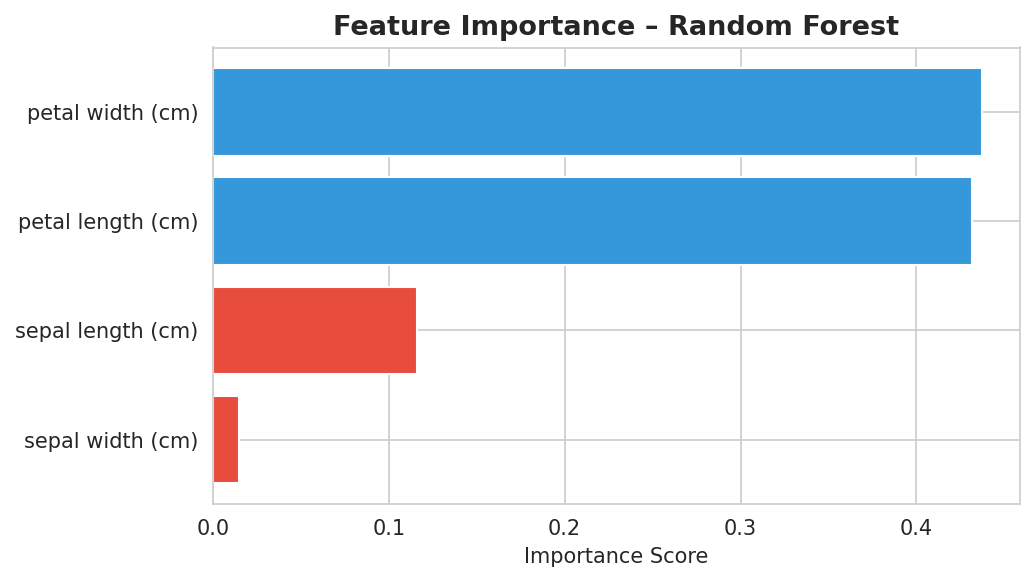 Feature Importance – Random Forest
petal width (cm)
petal length (cm)
sepal length (cm)
sepal width (cm)
0.0 0.1 0.2 0.3 0.4
Importance Score